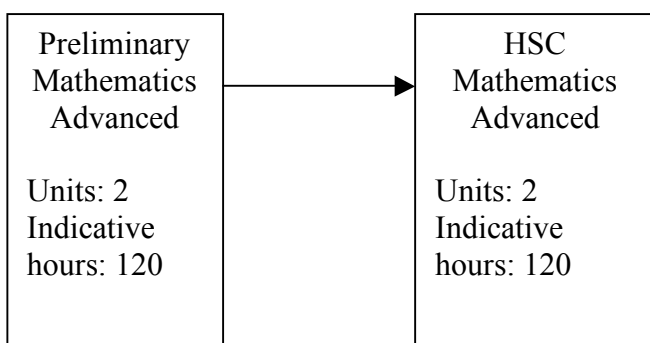 Preliminary
Mathematics
Advanced
Units: 2
Indicative
hours: 120
HSC
Mathematics
Advanced
Units: 2
Indicative
hours: 120